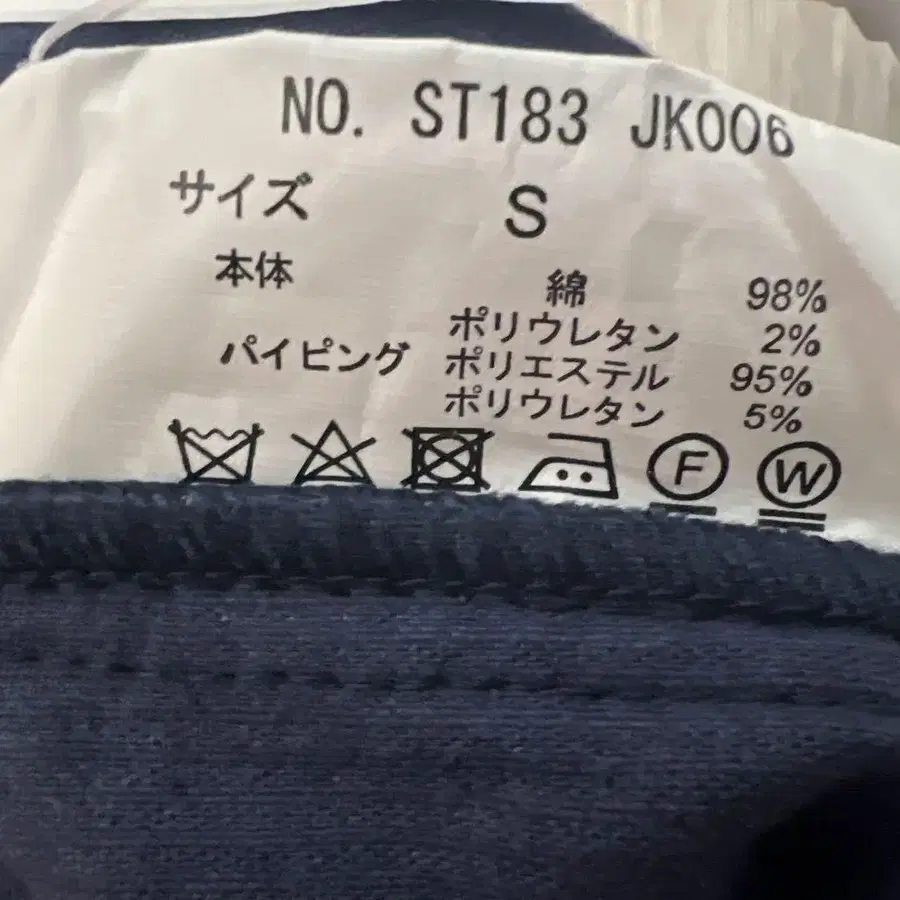 NO. ST183 JK006
サイズ S
本体 綿 98%
ポリウレタン 2%
パイピング ポリエステル 95%
ポリウレタン 5%
F W